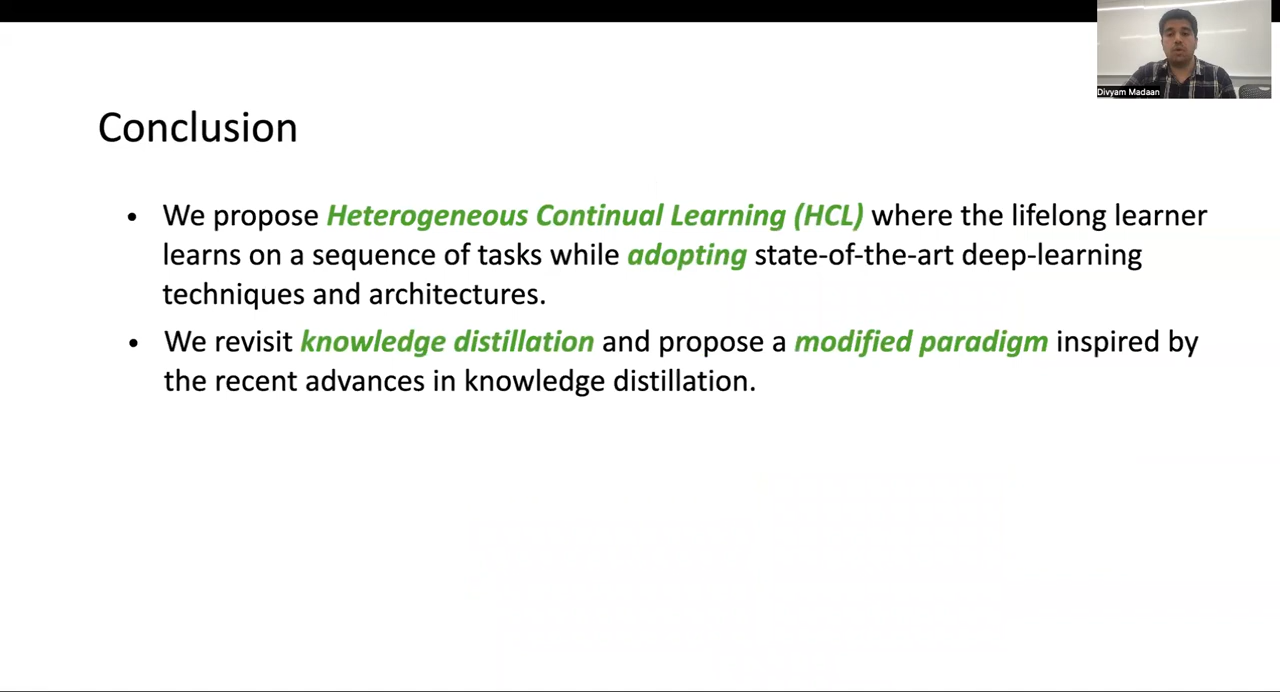 Divyam Madaan
Conclusion
• We propose Heterogeneous Continual Learning (HCL) where the lifelong learner
learns on a sequence of tasks while adopting state-of-the-art deep-learning
techniques and architectures.
• We revisit knowledge distillation and propose a modified paradigm inspired by
the recent advances in knowledge distillation.